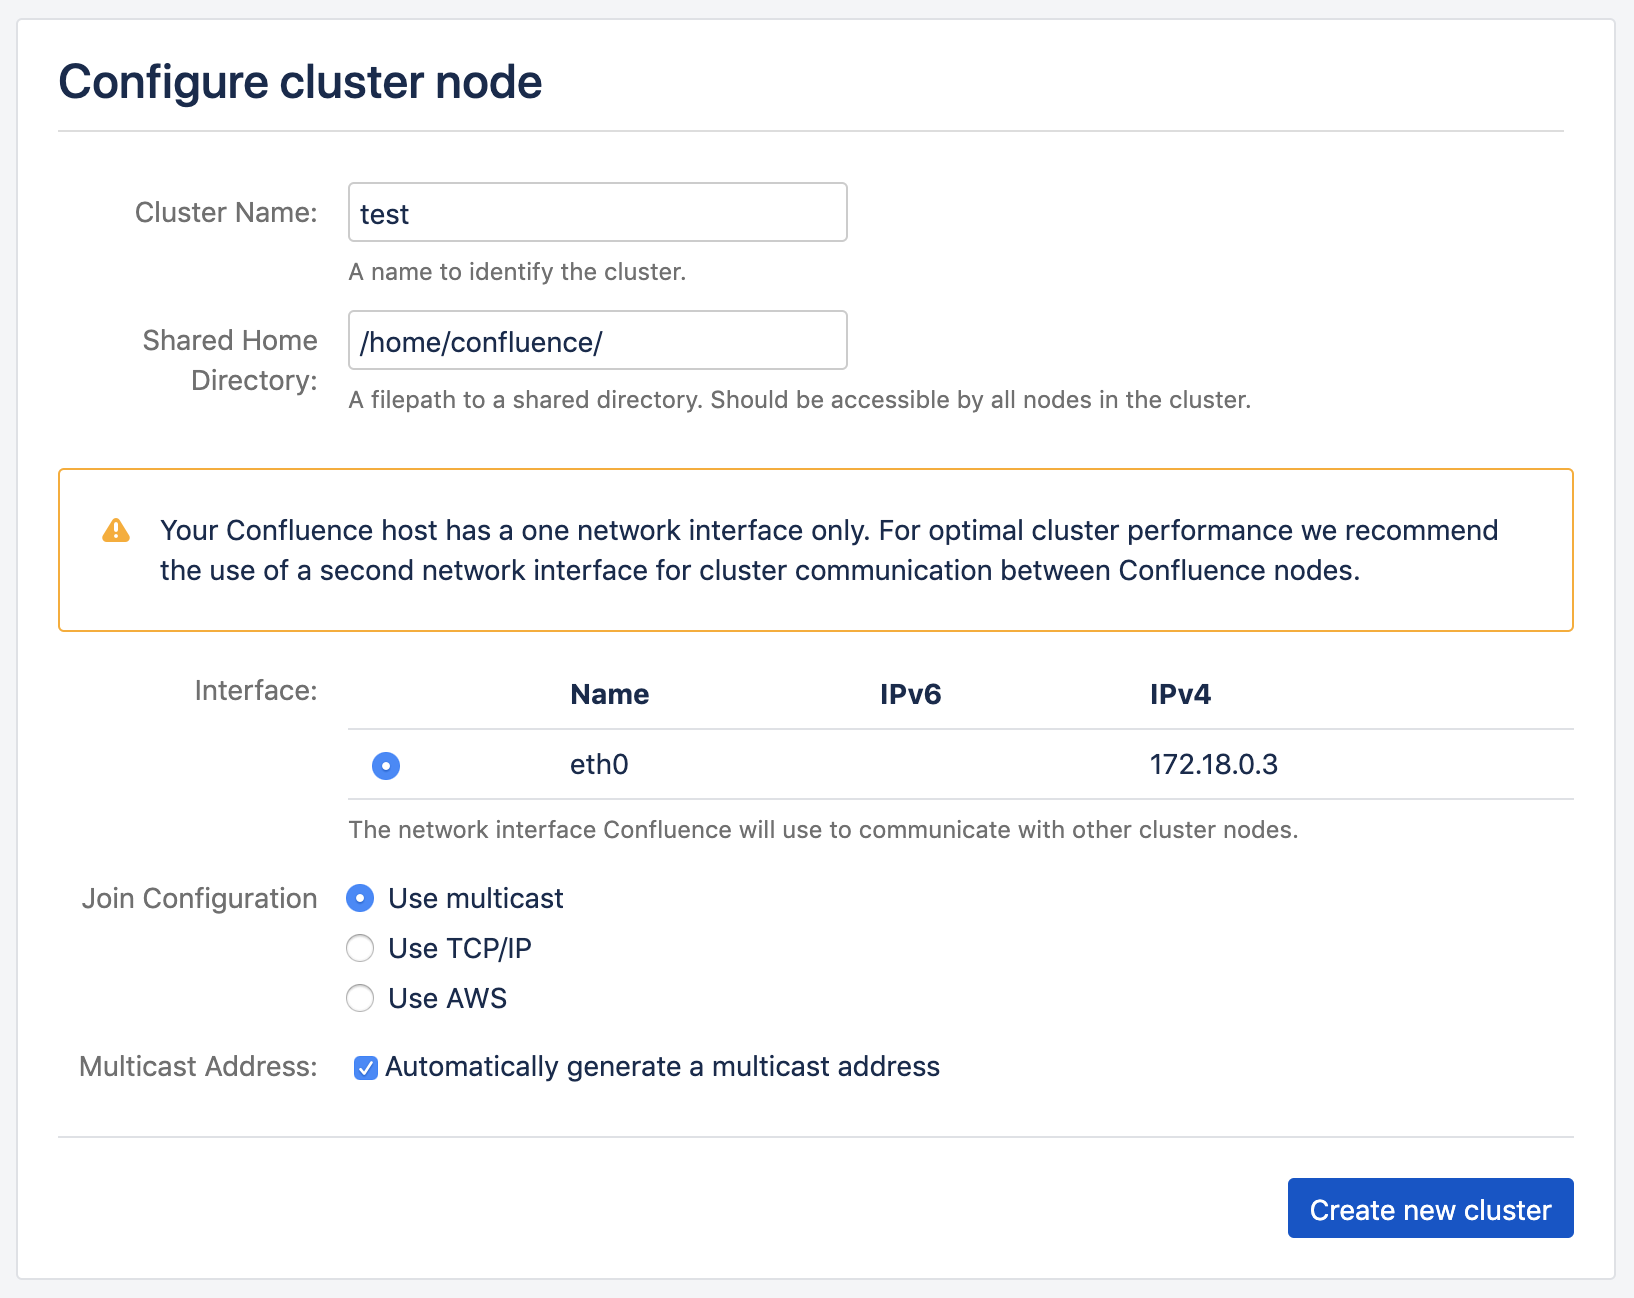 Configure cluster node
Cluster Name:
test
A name to identify the cluster.
Shared Home
Directory:
/home/confluence/
A filepath to a shared directory. Should be accessible by all nodes in the cluster.
Your Confluence host has a one network interface only. For optimal cluster performance we recommend
the use of a second network interface for cluster communication between Confluence nodes.
Interface:
Name IPv6 IPv4
eth0 172.18.0.3
The network interface Confluence will use to communicate with other cluster nodes.
Join Configuration
Use multicast
Use TCP/IP
Use AWS
Multicast Address:
Automatically generate a multicast address
Create new cluster